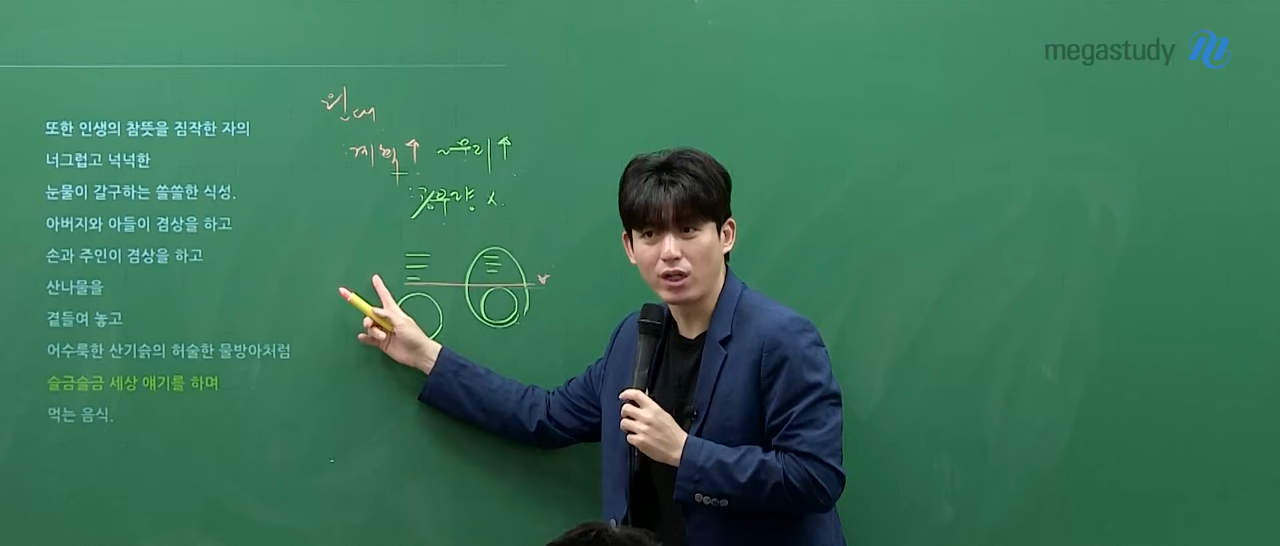 megastudy
또한 인생의 참뜻을 짐작한 자의
너그럽고 넉넉한
눈물이 갈구하는 쓸쓸한 식성.
아버지와 아들이 겸상을 하고
손과 주인이 겸상을 하고
산나물을
곁들여 놓고
어수룩한 산기슭의 허술한 물방아처럼
슬금슬금 세상 얘기를 하며
먹는 음식.
계획↑ ~우리↑
공부량